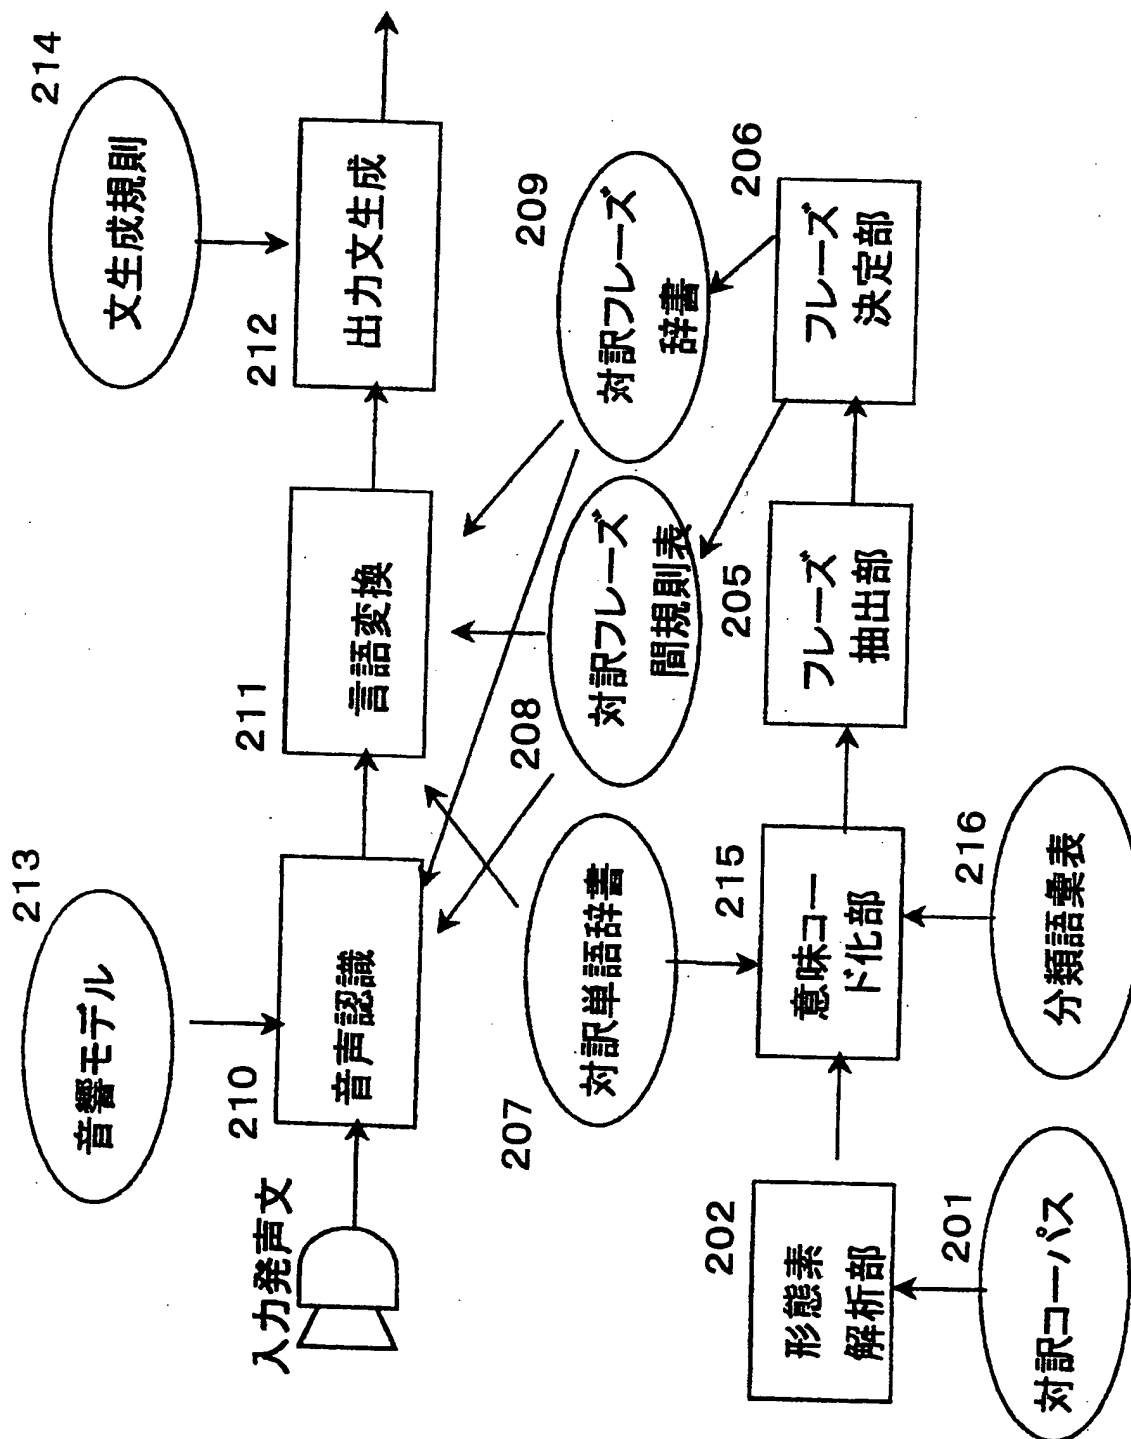 213
音響モデル
214
文生成規則
入力発声文
210
音声認識
211
言語変換
212
出力文生成
207
対訳単語辞書
208
対訳フレーズ
間規則表
209
対訳フレーズ
辞書
202
形態素
解析部
215
意味コー
ド化部
205
フレーズ
抽出部
206
フレーズ
決定部
201
対訳コーパス
216
分類語彙表